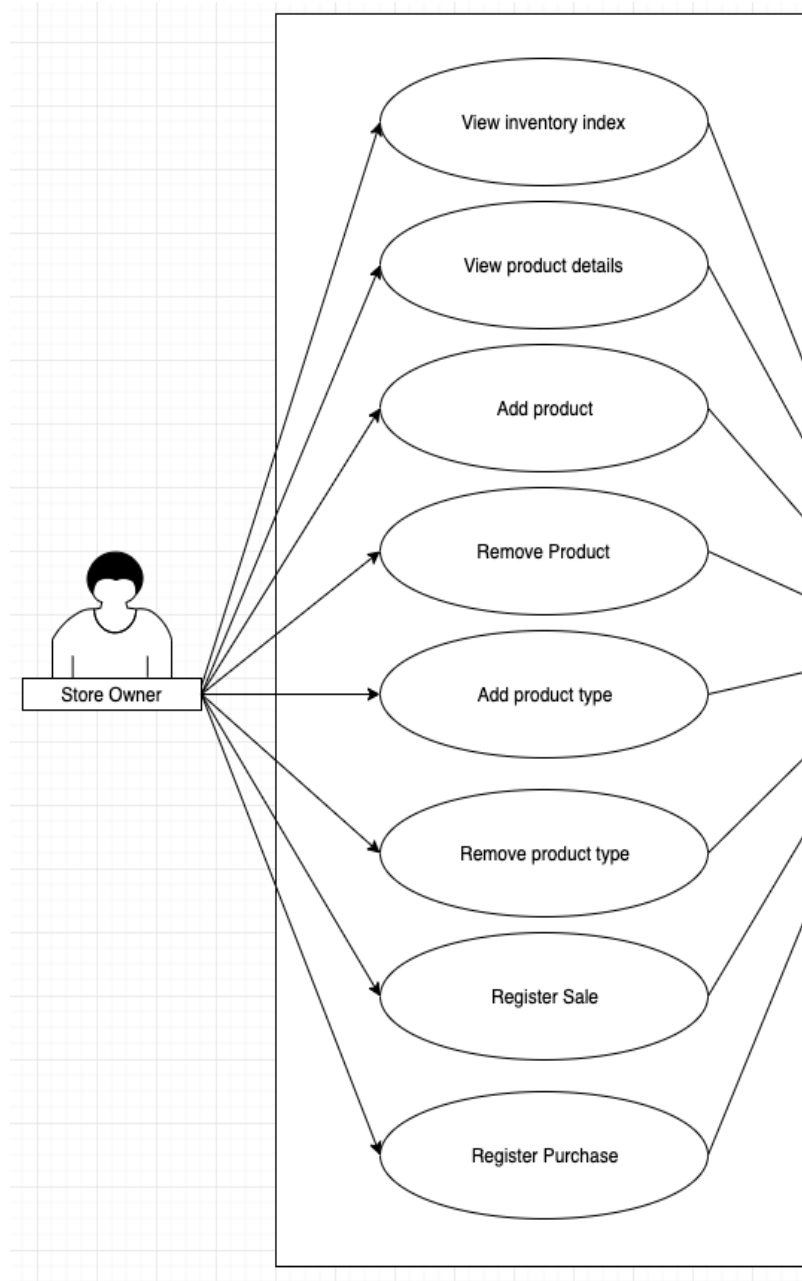 View inventory index
View product details
Add product
Remove Product
Store Owner
Add product type
Remove product type
Register Sale
Register Purchase